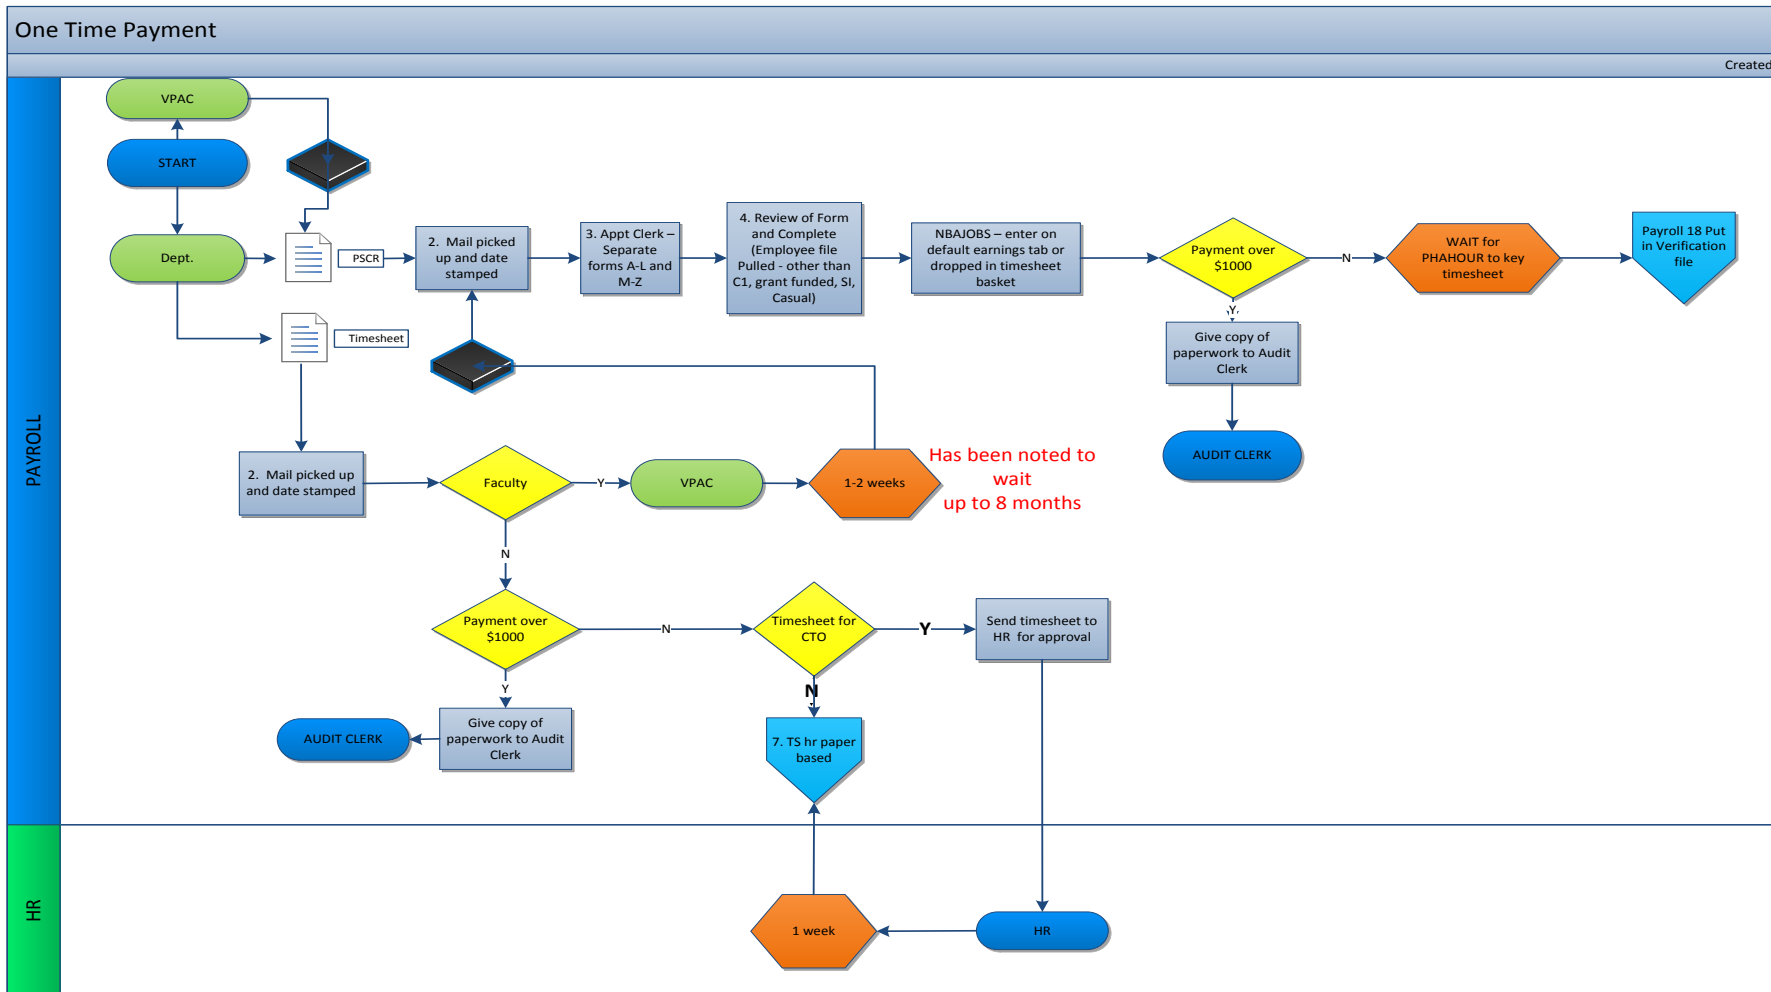 One Time Payment
Created
PAYROLL
HR
VPAC
START
Dept.
PSCR
Timesheet
2.  Mail picked
up and date
stamped
3. Appt Clerk –
Separate
forms A-L and
M-Z
4. Review of Form
and Complete
(Employee file
Pulled - other than
C1, grant funded, SI,
Casual)
NBAJOBS – enter on
default earnings tab or
dropped in timesheet
basket
Payment over
$1000
N
Y
WAIT for
PHAHOUR to key
timesheet
Payroll 18 Put
in Verification
file
Give copy of
paperwork to Audit
Clerk
AUDIT CLERK
2.  Mail picked up
and date stamped
Faculty
Y
VPAC
1-2 weeks
Has been noted to
wait
up to 8 months
N
Payment over
$1000
N
Timesheet for
CTO
Y
Send timesheet to
HR  for approval
Y
N
AUDIT CLERK
Give copy of
paperwork to Audit
Clerk
7. TS hr paper
based
1 week
HR